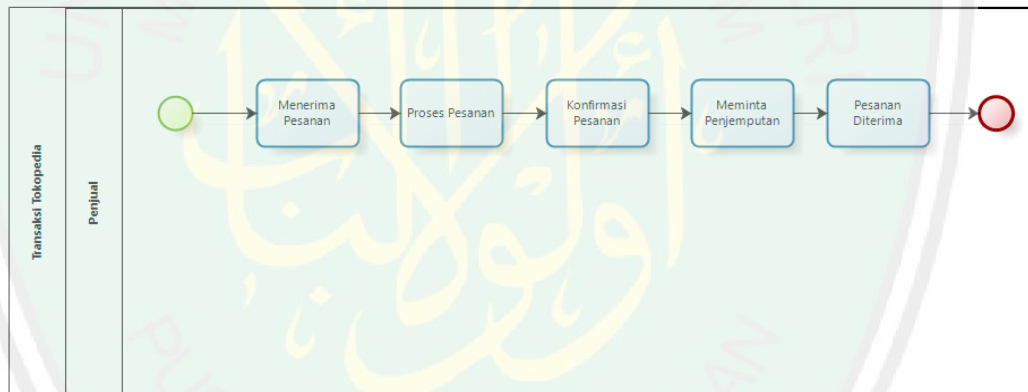 Transaksi Tokopedia
Penjual
Menerima
Pesanan
Proses Pesanan
Konfirmasi
Pesanan
Meminta
Penjemputan
Pesanan
Diterima